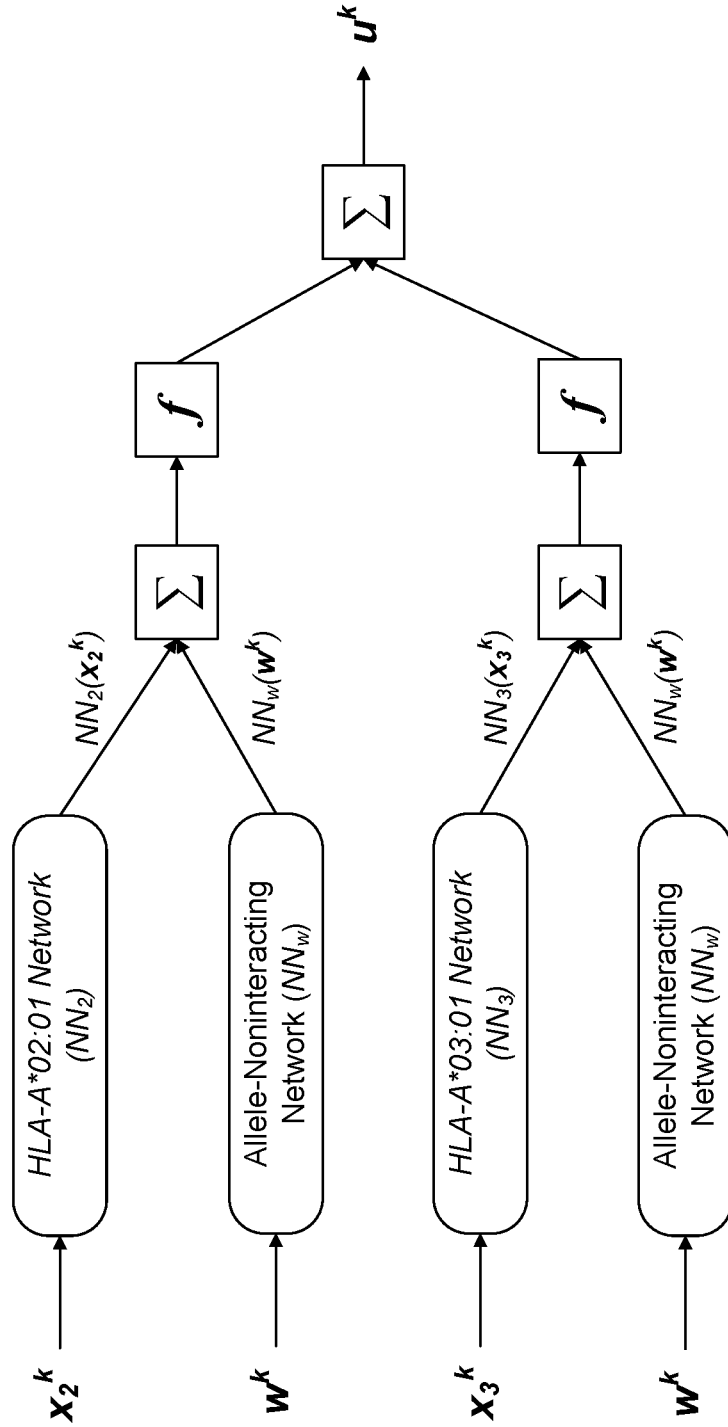 x₂ᵏ
HLA-A*02:01 Network
(NN₂)
NN₂(x₂ᵏ)
wᵏ
Allele-Noninteracting
Network (NN_w)
NN_w(wᵏ)
Σ
f
x₃ᵏ
HLA-A*03:01 Network
(NN₃)
NN₃(x₃ᵏ)
wᵏ
Allele-Noninteracting
Network (NN_w)
NN_w(wᵏ)
Σ
f
Σ
uᵏ